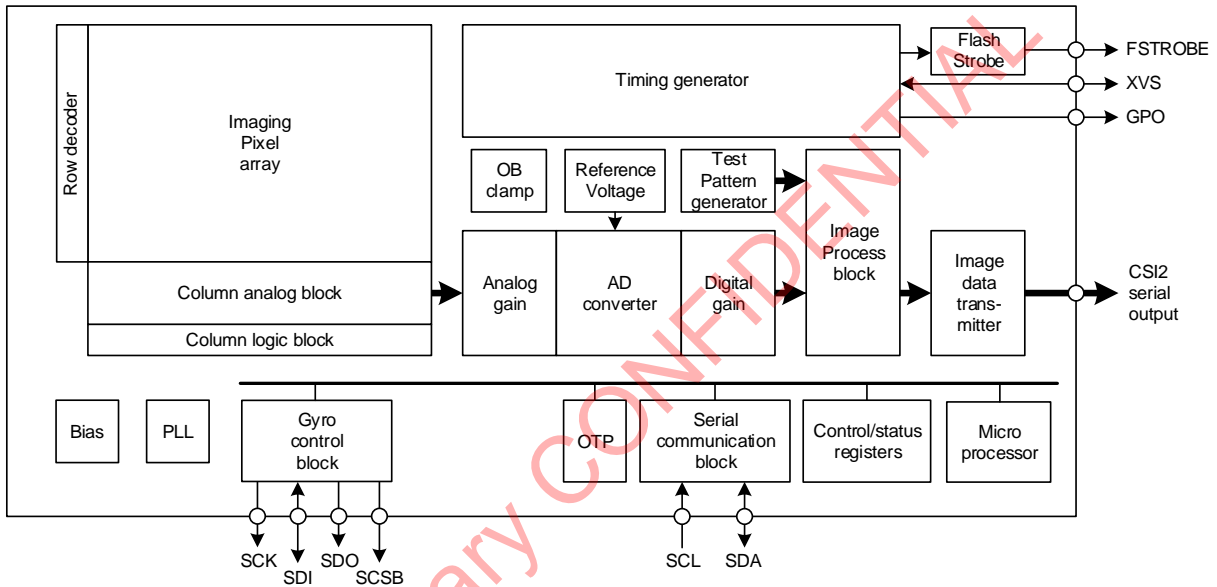 Row decoder
Imaging
Pixel
array
Column analog block
Column logic block
Timing generator
Flash
Strobe
FSTROBE
XVS
GPO
OB
clamp
Reference
Voltage
Test
Pattern
generator
Analog
gain
AD
converter
Digital
gain
Image
Process
block
Image
data
trans-
mitter
CSI2
serial
output
Bias
PLL
Gyro
control
block
OTP
Serial
communication
block
Control/status
registers
Micro
processor
SCK
SDI
SDO
SCSB
SCL
SDA
ary CONFIDENTIAL